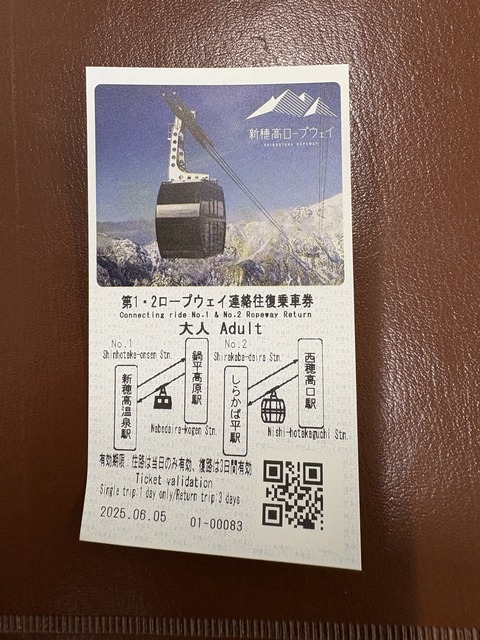 新穂高ロープウェイ
SHINHOTAKA ROPEWAY
第1・2ロープウェイ連絡往復乗車券
Connecting ride No.1 & No.2 Ropeway Return
大人 Adult
No.1
Shinhotaka-onsen Stn.
新穂高温泉駅
鍋平高原駅
Nabedaira-kogen Stn.
No.2
Shirakaba-daira Stn.
しらかば平駅
西穂高口駅
Nishi-hotakaguchi Stn.
有効期限:往路は当日のみ有効、復路は3日間有効
Ticket validation
Single trip:1 day only/Return trip:3 days
2025.06.05 01-00083